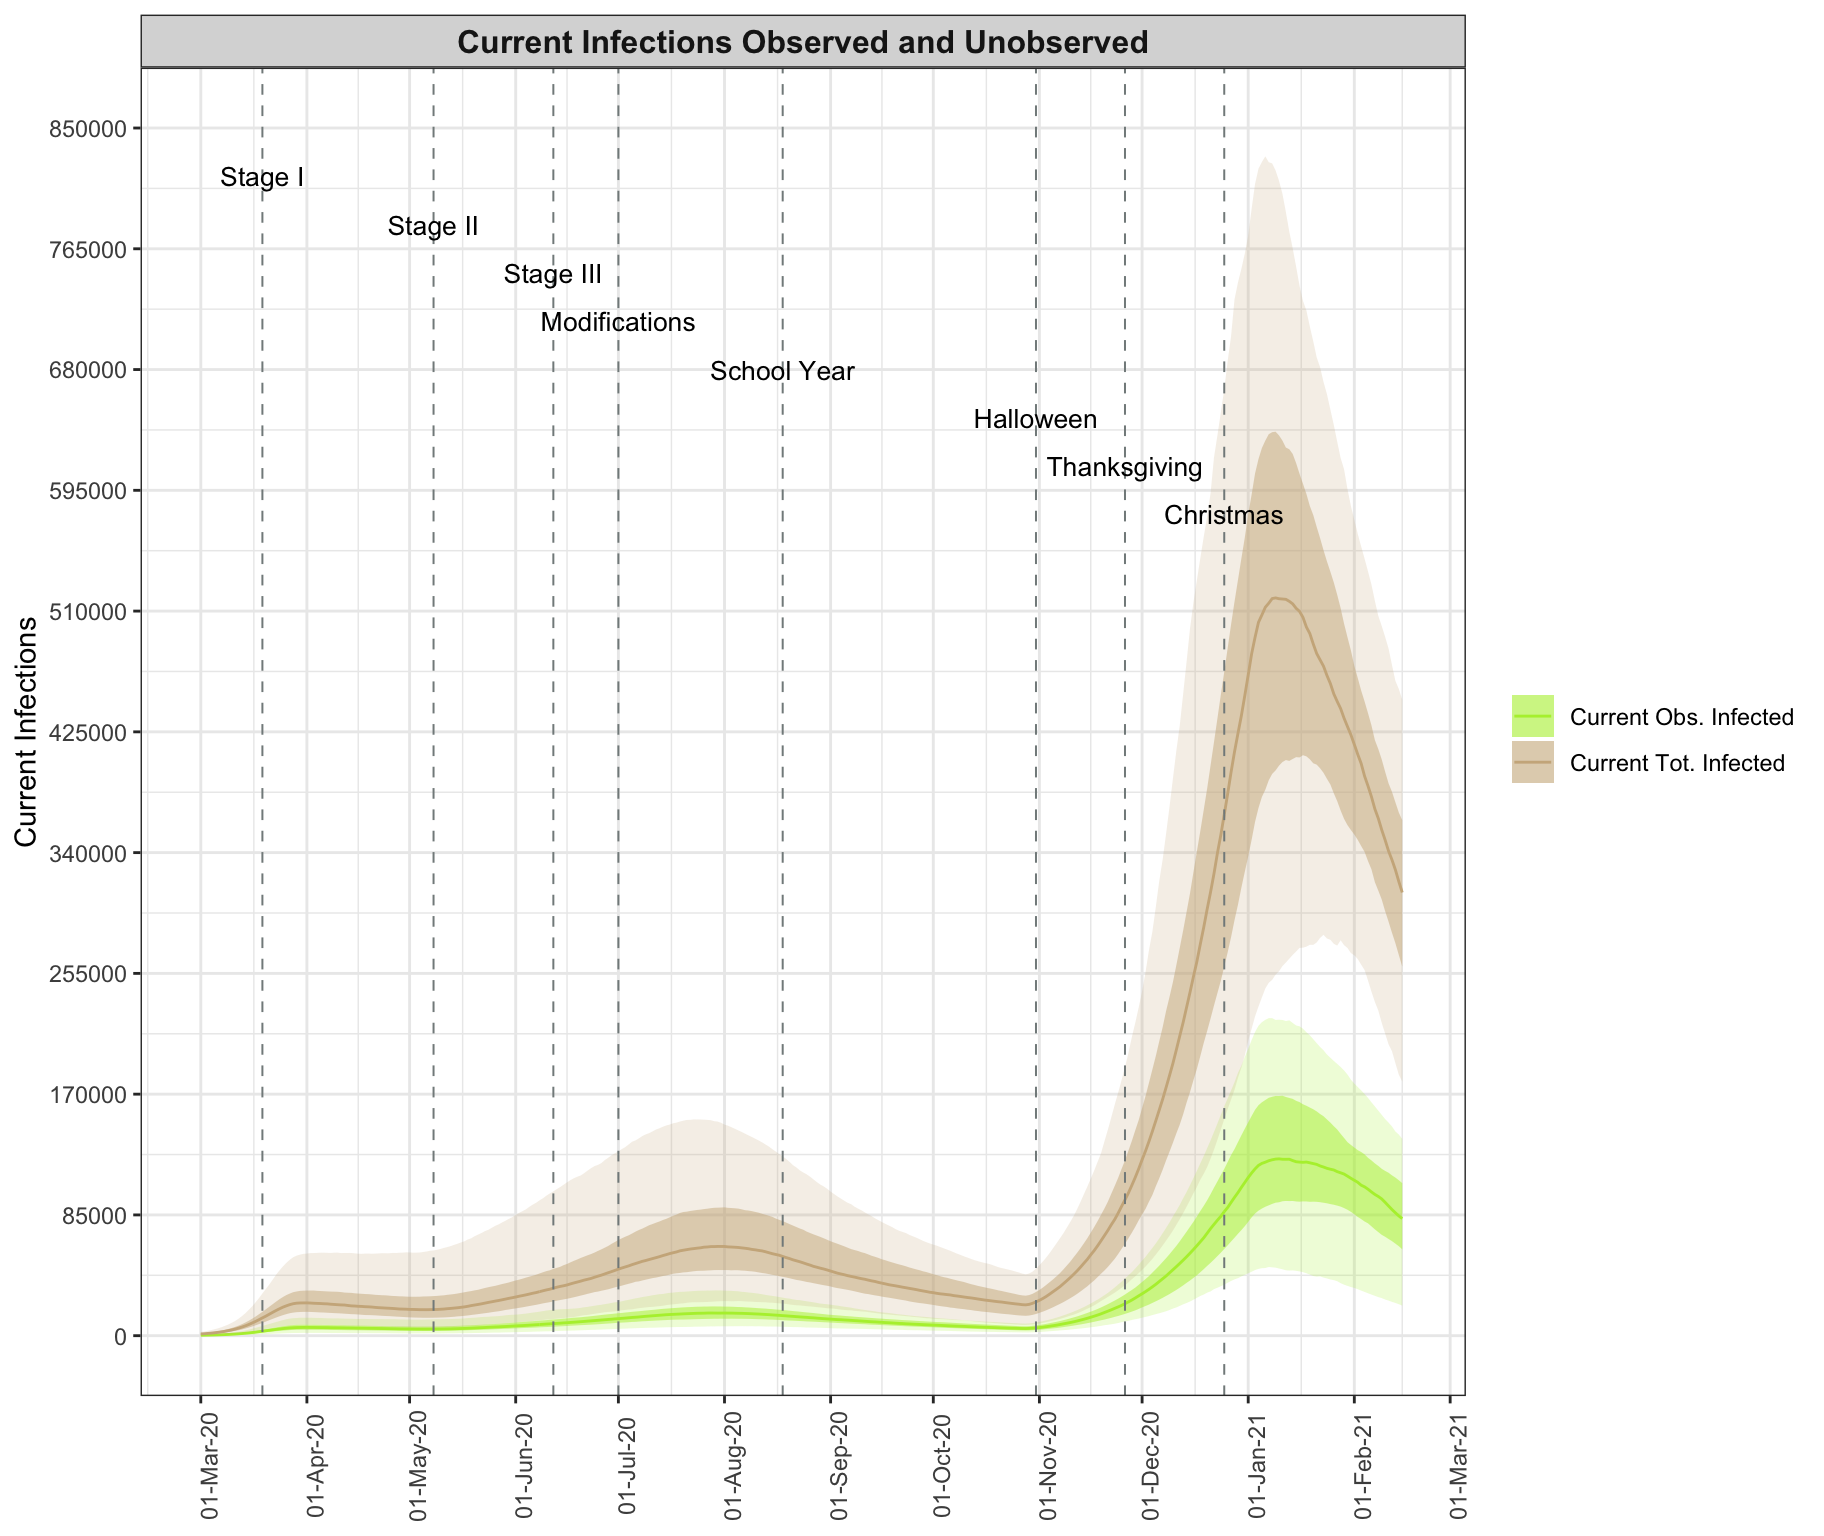 Current Infections Observed and Unobserved
Current Infections
850000
765000
680000
595000
510000
425000
340000
255000
170000
85000
0
Stage I
Stage II
Stage III
Modifications
School Year
Halloween
Thanksgiving
Christmas
01-Mar-20
01-Apr-20
01-May-20
01-Jun-20
01-Jul-20
01-Aug-20
01-Sep-20
01-Oct-20
01-Nov-20
01-Dec-20
01-Jan-21
01-Feb-21
01-Mar-21
Current Obs. Infected
Current Tot. Infected